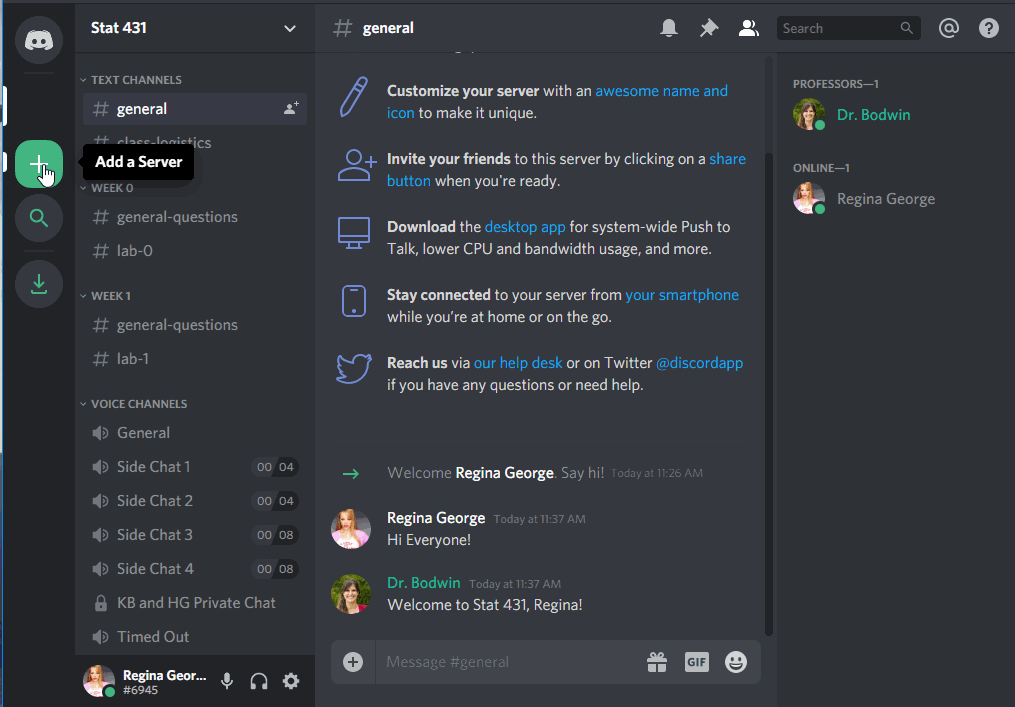 Stat 431
general
Search
TEXT CHANNELS
general
class-logistics
Add a Server
WEEK 0
general-questions
lab-0
WEEK 1
general-questions
lab-1
VOICE CHANNELS
General
Side Chat 1 00 04
Side Chat 2 00 04
Side Chat 3 00 08
Side Chat 4 00 08
KB and HG Private Chat
Timed Out
Regina Geor...
#6945
Customize your server with an awesome name and
icon to make it unique.
Invite your friends to this server by clicking on a share
button when you're ready.
Download the desktop app for system-wide Push to
Talk, lower CPU and bandwidth usage, and more.
Stay connected to your server from your smartphone
while you're at home or on the go.
Reach us via our help desk or on Twitter @discordapp
if you have any questions or need help.
Welcome Regina George. Say hi! Today at 11:26 AM
Regina George Today at 11:37 AM
Hi Everyone!
Dr. Bodwin Today at 11:37 AM
Welcome to Stat 431, Regina!
Message #general
GIF
PROFESSORS—1
Dr. Bodwin
ONLINE—1
Regina George